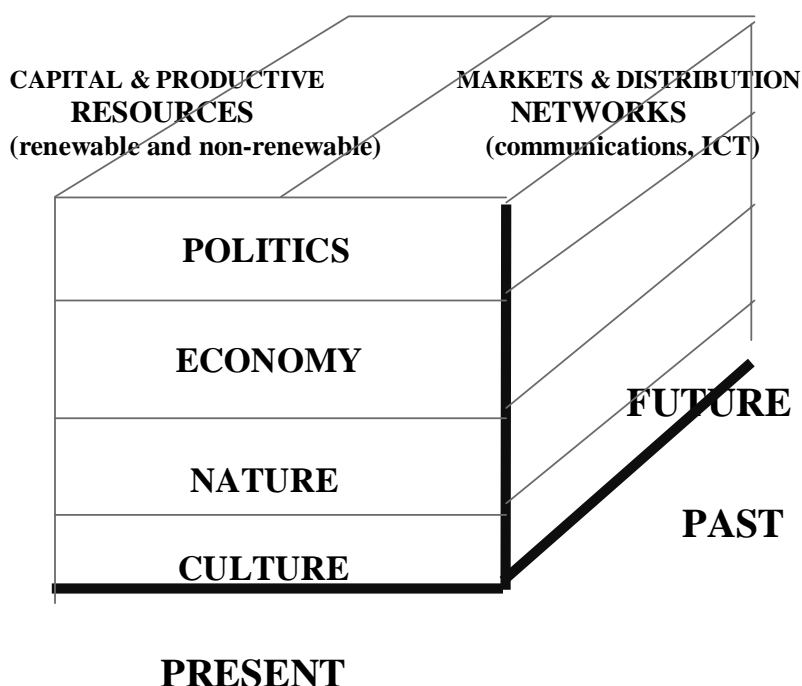 CAPITAL & PRODUCTIVE
RESOURCES
(renewable and non-renewable)
MARKETS & DISTRIBUTION
NETWORKS
(communications, ICT)
POLITICS
ECONOMY
NATURE
CULTURE
FUTURE
PAST
PRESENT